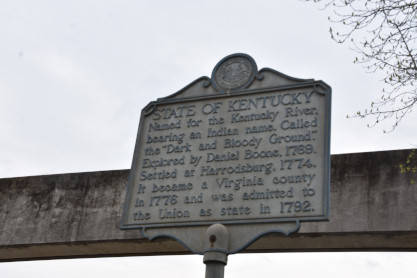 STATE OF KENTUCKY
Named for the Kentucky River,
bearing an Indian name. Called
the "Dark and Bloody Ground"
Explored by Daniel Boone, 1769.
Settled at Harrodsburg, 1774.
It became a Virginia county
in 1776 and was admitted to
the Union as state in 1792.